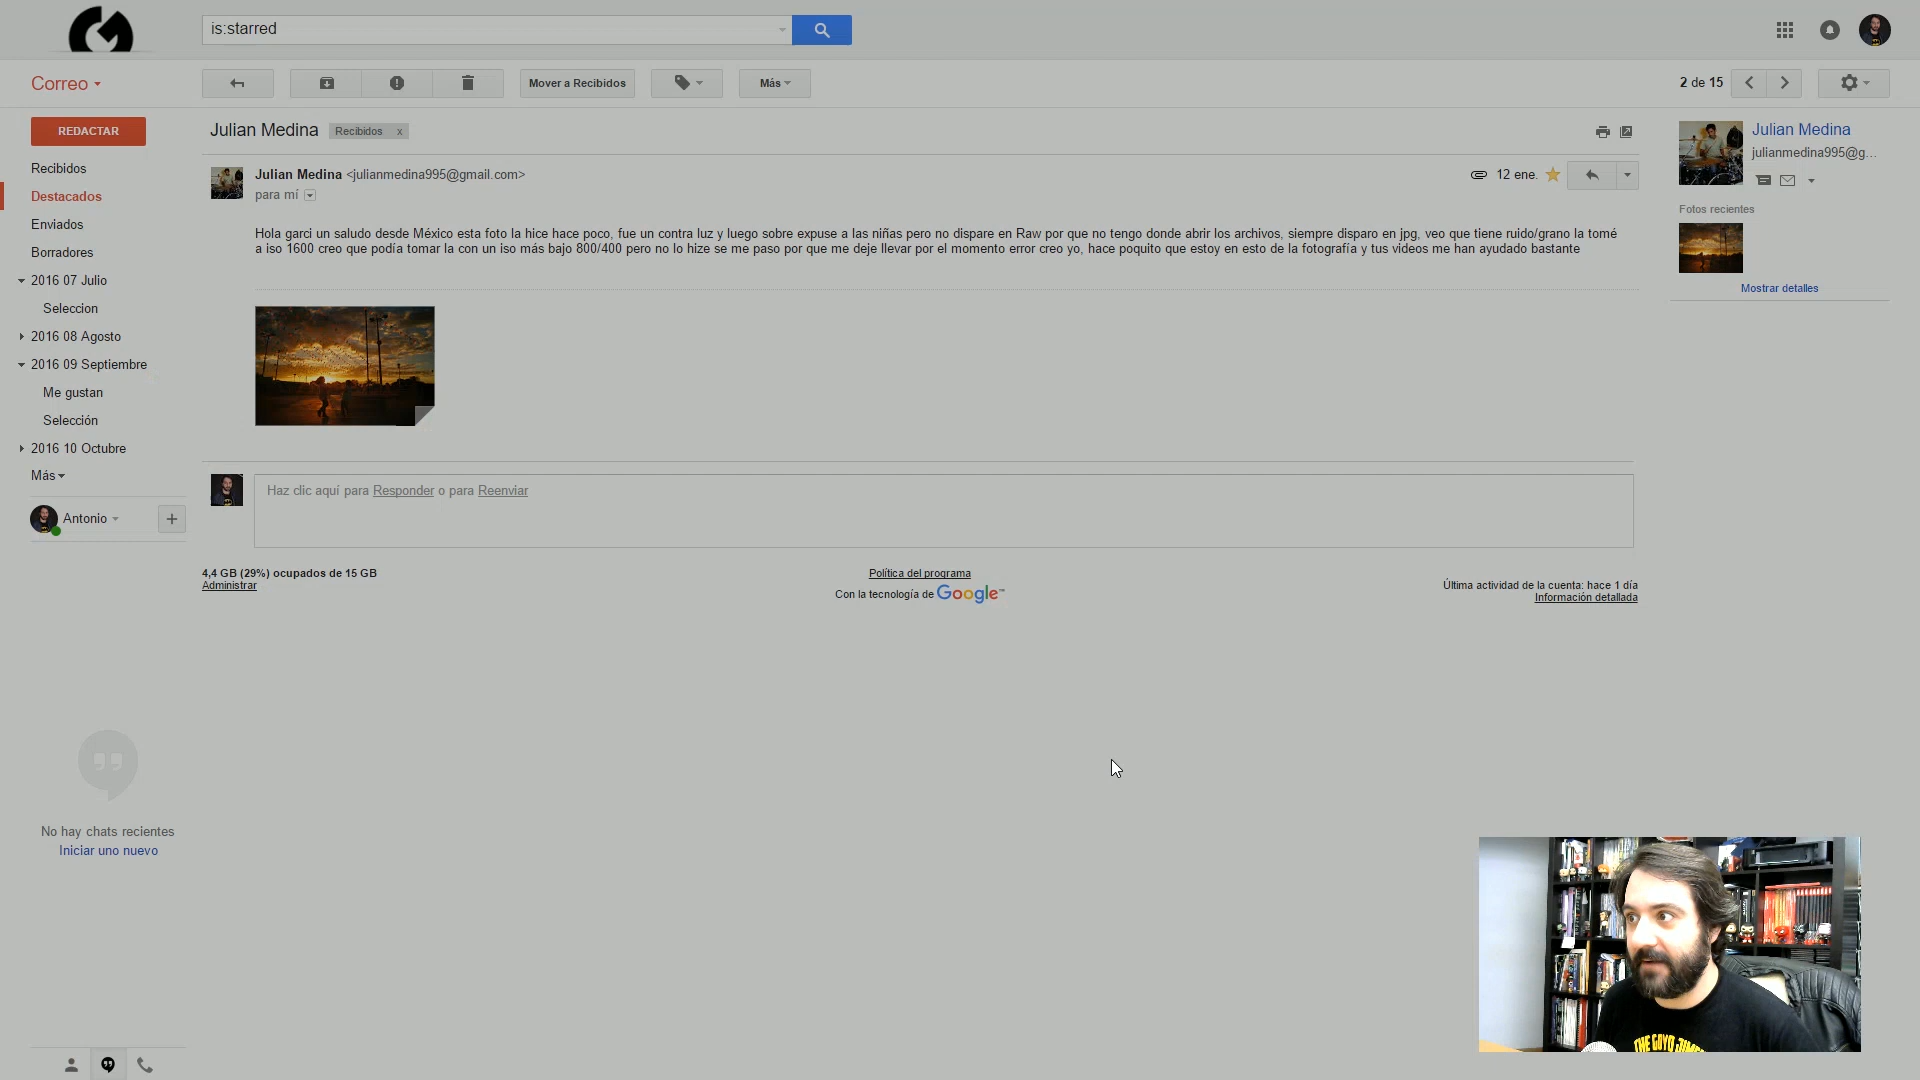 is:starred
Correo
Mover a Recibidos
Más
2 de 15
REDACTAR
Recibidos
Destacados
Enviados
Borradores
2016 07 Julio
Seleccion
2016 08 Agosto
2016 09 Septiembre
Me gustan
Selección
2016 10 Octubre
Más
Antonio
No hay chats recientes
Iniciar uno nuevo
Julian Medina Recibidos x
Julian Medina <julianmedina995@gmail.com>
12 ene.
para mí
Hola garci un saludo desde México esta foto la hice hace poco, fue un contra luz y luego sobre expuse a las niñas pero no dispare en Raw por que no tengo donde abrir los archivos, siempre disparo en jpg, veo que tiene ruido/grano la tomé
a iso 1600 creo que podía tomar la con un iso más bajo 800/400 pero no lo hize se me paso por que me deje llevar por el momento error creo yo, hace poquito que estoy en esto de la fotografía y tus videos me han ayudado bastante
Haz clic aquí para Responder o para Reenviar
4,4 GB (29%) ocupados de 15 GB
Administrar
Política del programa
Con la tecnología de Google™
Última actividad de la cuenta: hace 1 día
Información detallada
Julian Medina
julianmedina995@g...
Fotos recientes
Mostrar detalles
THE GOYO